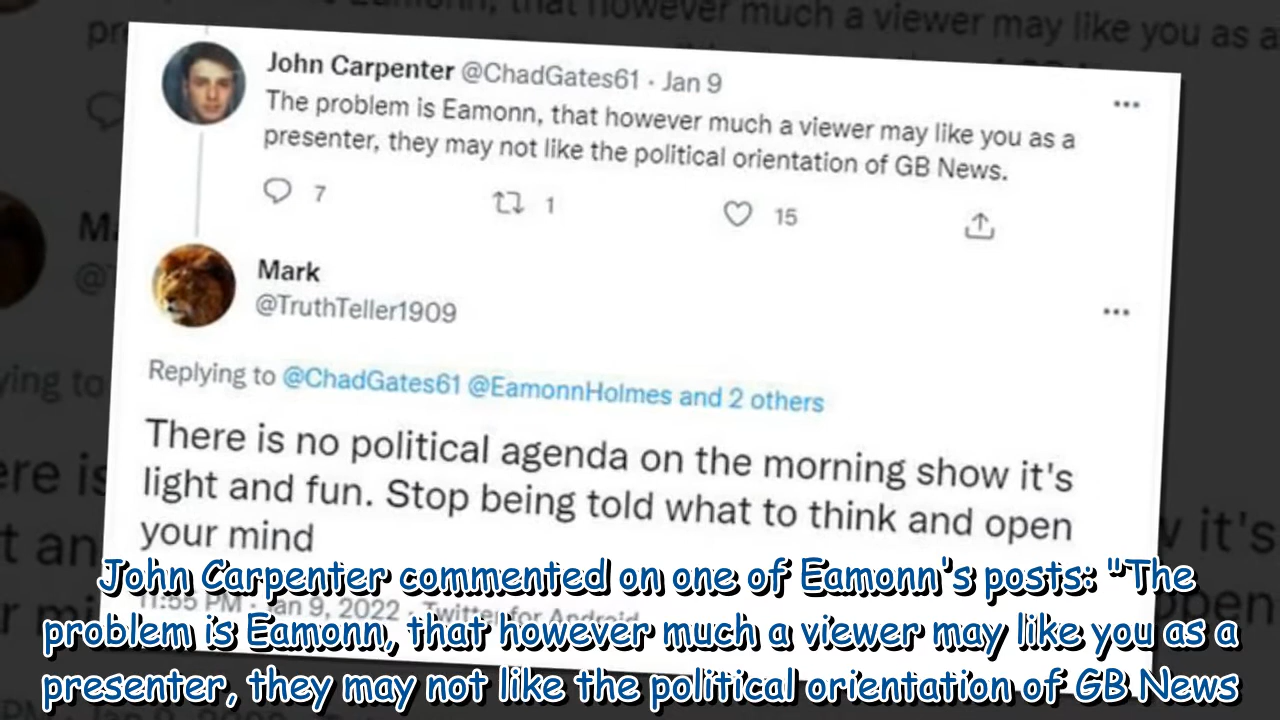 John Carpenter @ChadGates61 · Jan 9
The problem is Eamonn, that however much a viewer may like you as a
presenter, they may not like the political orientation of GB News.
7 1 15
Mark
@TruthTeller1909
Replying to @ChadGates61 @EamonnHolmes and 2 others
There is no political agenda on the morning show it's
light and fun. Stop being told what to think and open
your mind
11:55 PM · Jan 9, 2022 · Twitter for Android
John Carpenter commented on one of Eamonn's posts: "The
problem is Eamonn, that however much a viewer may like you as a
presenter, they may not like the political orientation of GB News